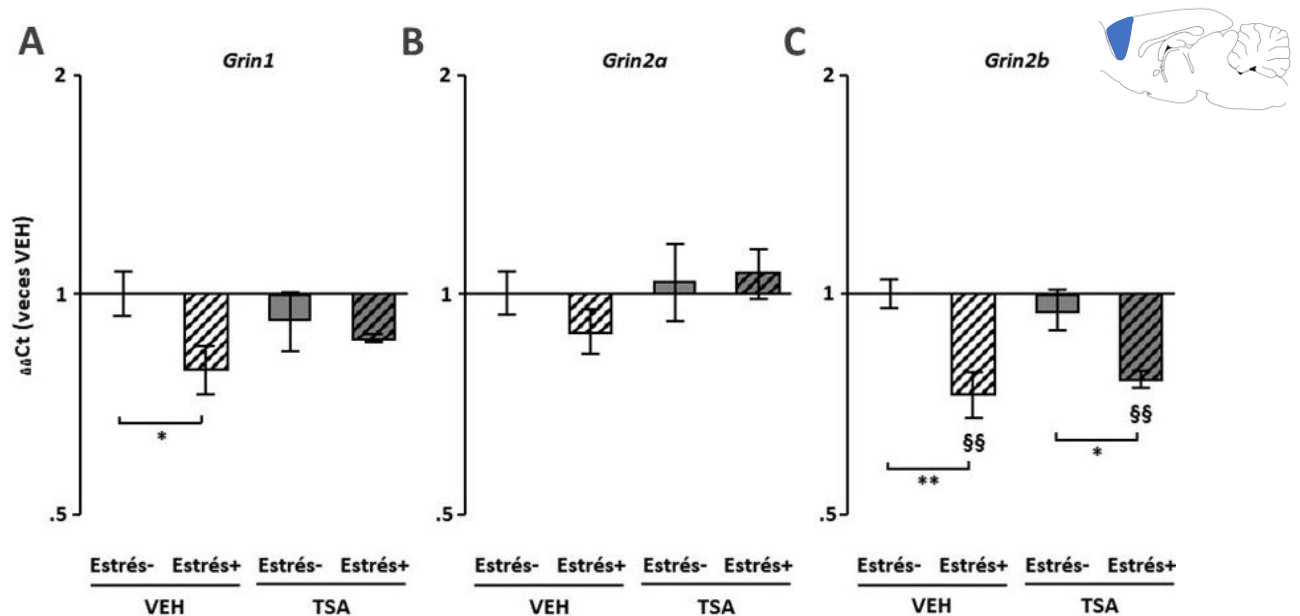 A
B
C
Grin1
Grin2a
Grin2b
ΔΔCt (veces VEH)
2
1
.5
*
Estrés- Estrés+ Estrés- Estrés+
VEH TSA
2
1
.5
Estrés- Estrés+ Estrés- Estrés+
VEH TSA
2
1
.5
§§
§§
**
*
Estrés- Estrés+ Estrés- Estrés+
VEH TSA